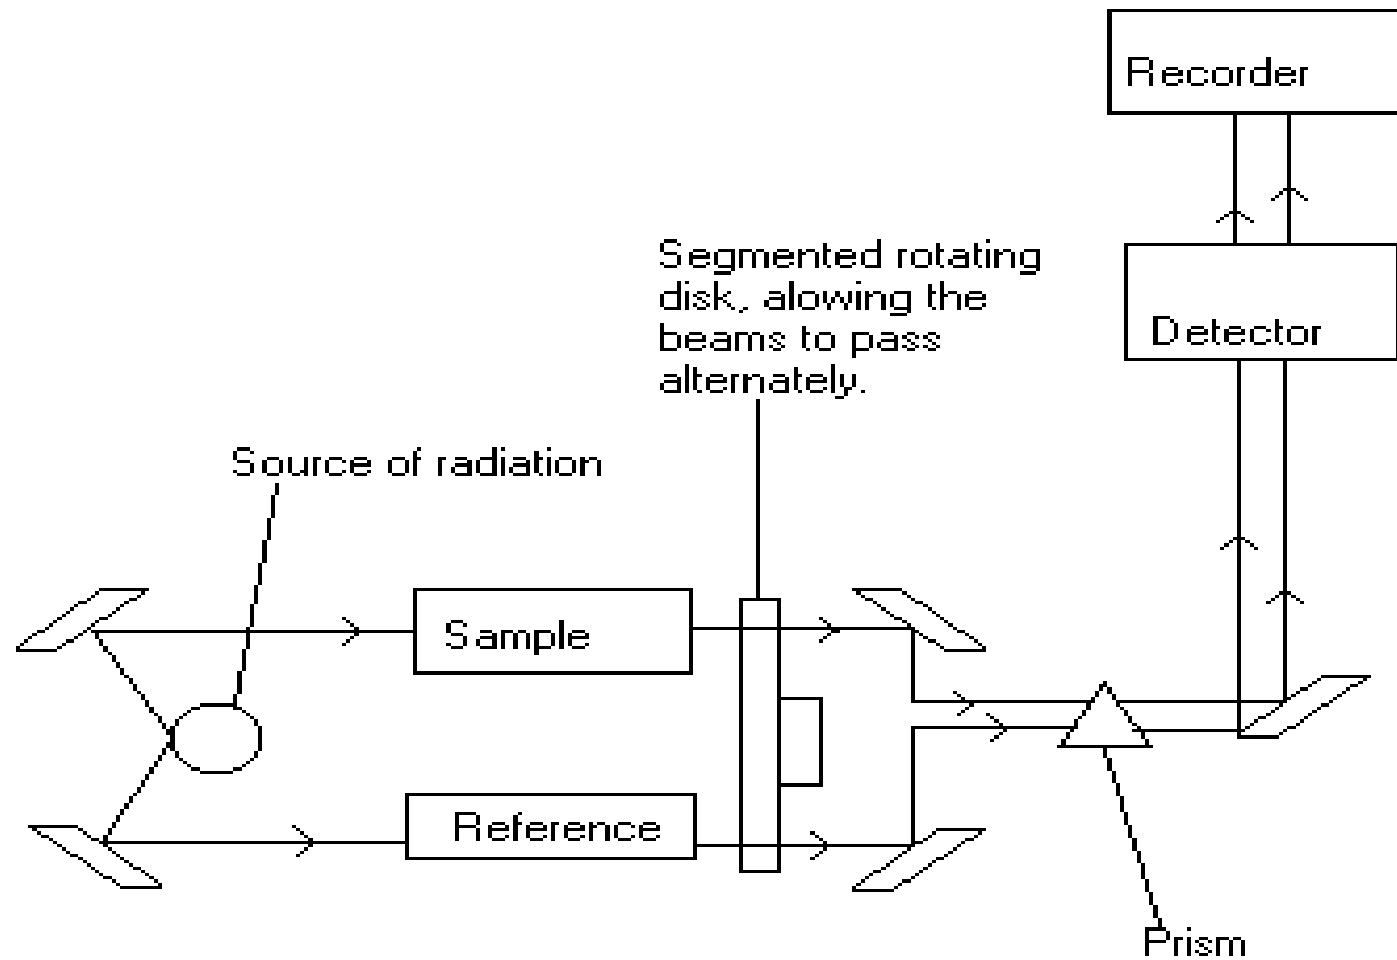 Recorder
Segmented rotating
disk, alowing the
beams to pass
alternately.
Detector
Source of radiation
Sample
Reference
Prism